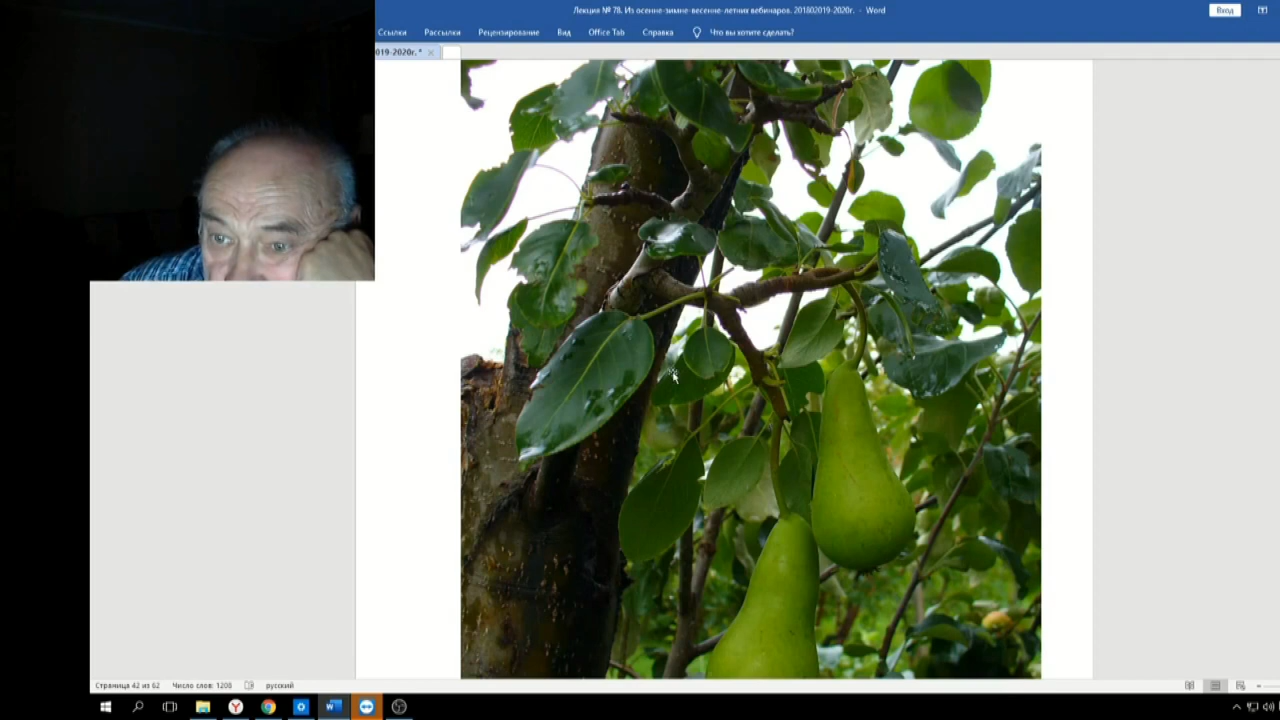 Лекция № 78. Из осенне-зимне-весенне-летних вебинаров. 201802019-2020г. - Word
Вход
Ссылки Рассылки Рецензирование Вид Office Tab Справка Что вы хотите сделать?
019-2020г. *
Страница 42 из 62 Число слов: 1208 русский